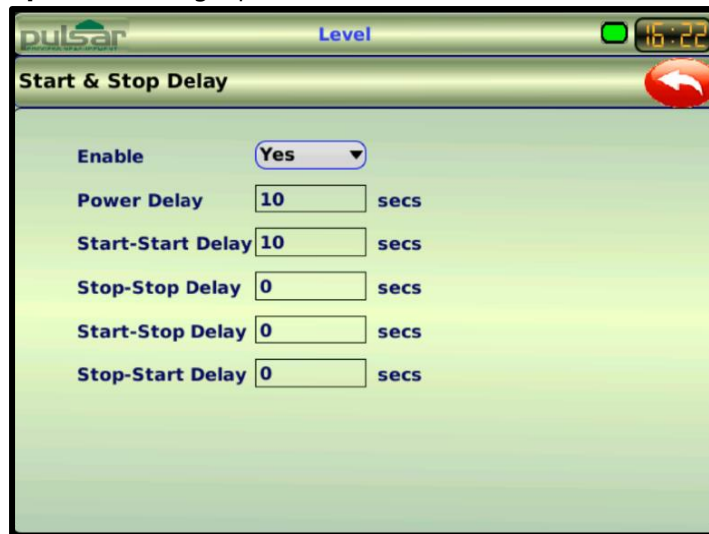 pulsar Level 16:22
Start & Stop Delay
Enable Yes
Power Delay 10 secs
Start-Start Delay 10 secs
Stop-Stop Delay 0 secs
Start-Stop Delay 0 secs
Stop-Start Delay 0 secs